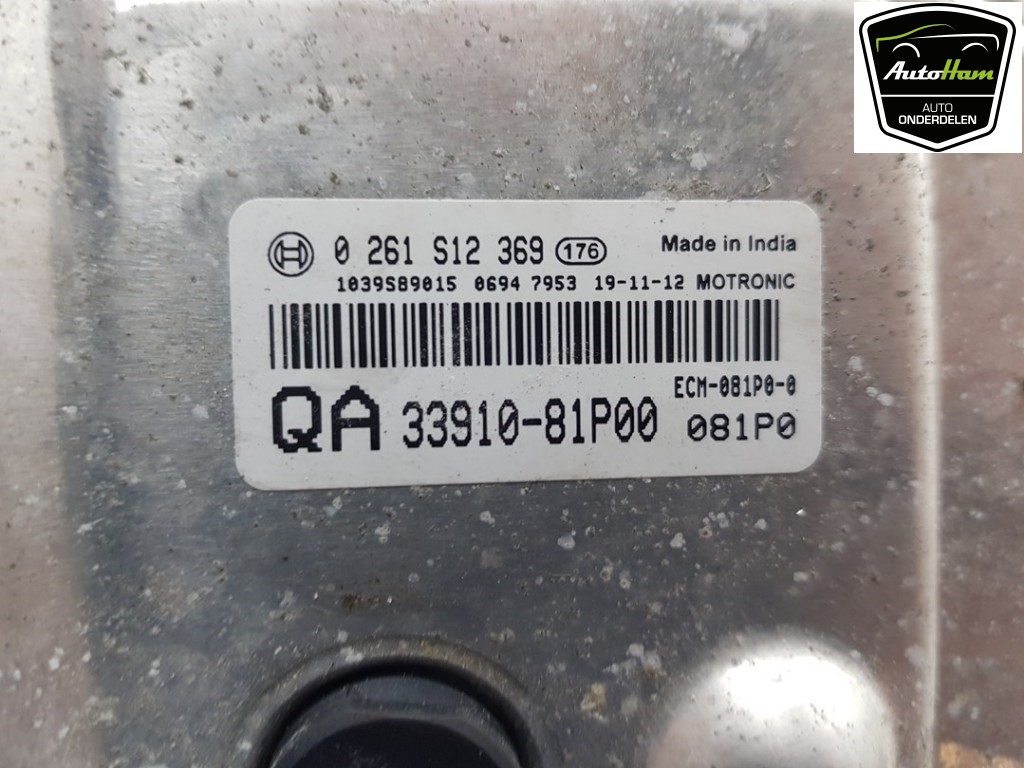 AutoHam
AUTO
ONDERDELEN
0 261 S12 369 176 Made in India
1039S89015 0694 7953 19-11-12 MOTRONIC
ECM-081P0-0
QA 33910-81P00 081P0